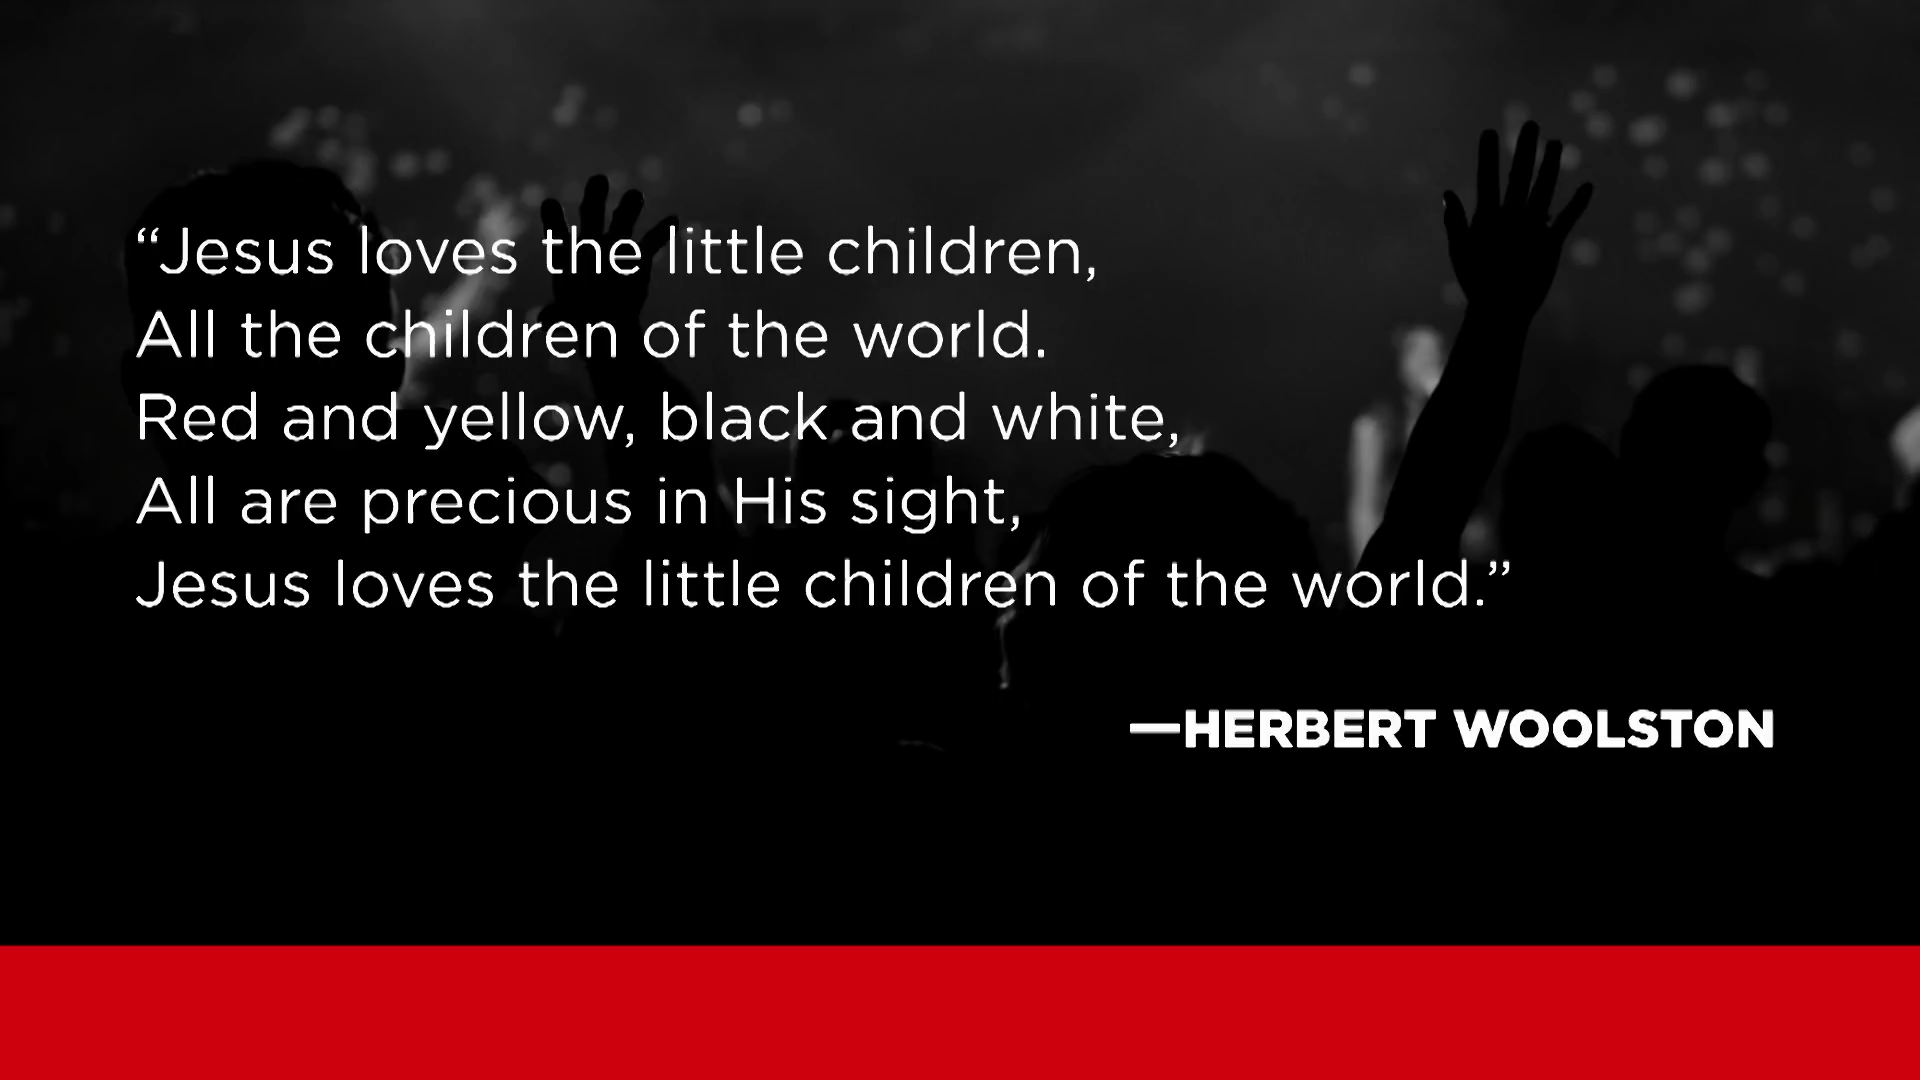 “Jesus loves the little children,
All the children of the world.
Red and yellow, black and white,
All are precious in His sight,
Jesus loves the little children of the world.”
—HERBERT WOOLSTON